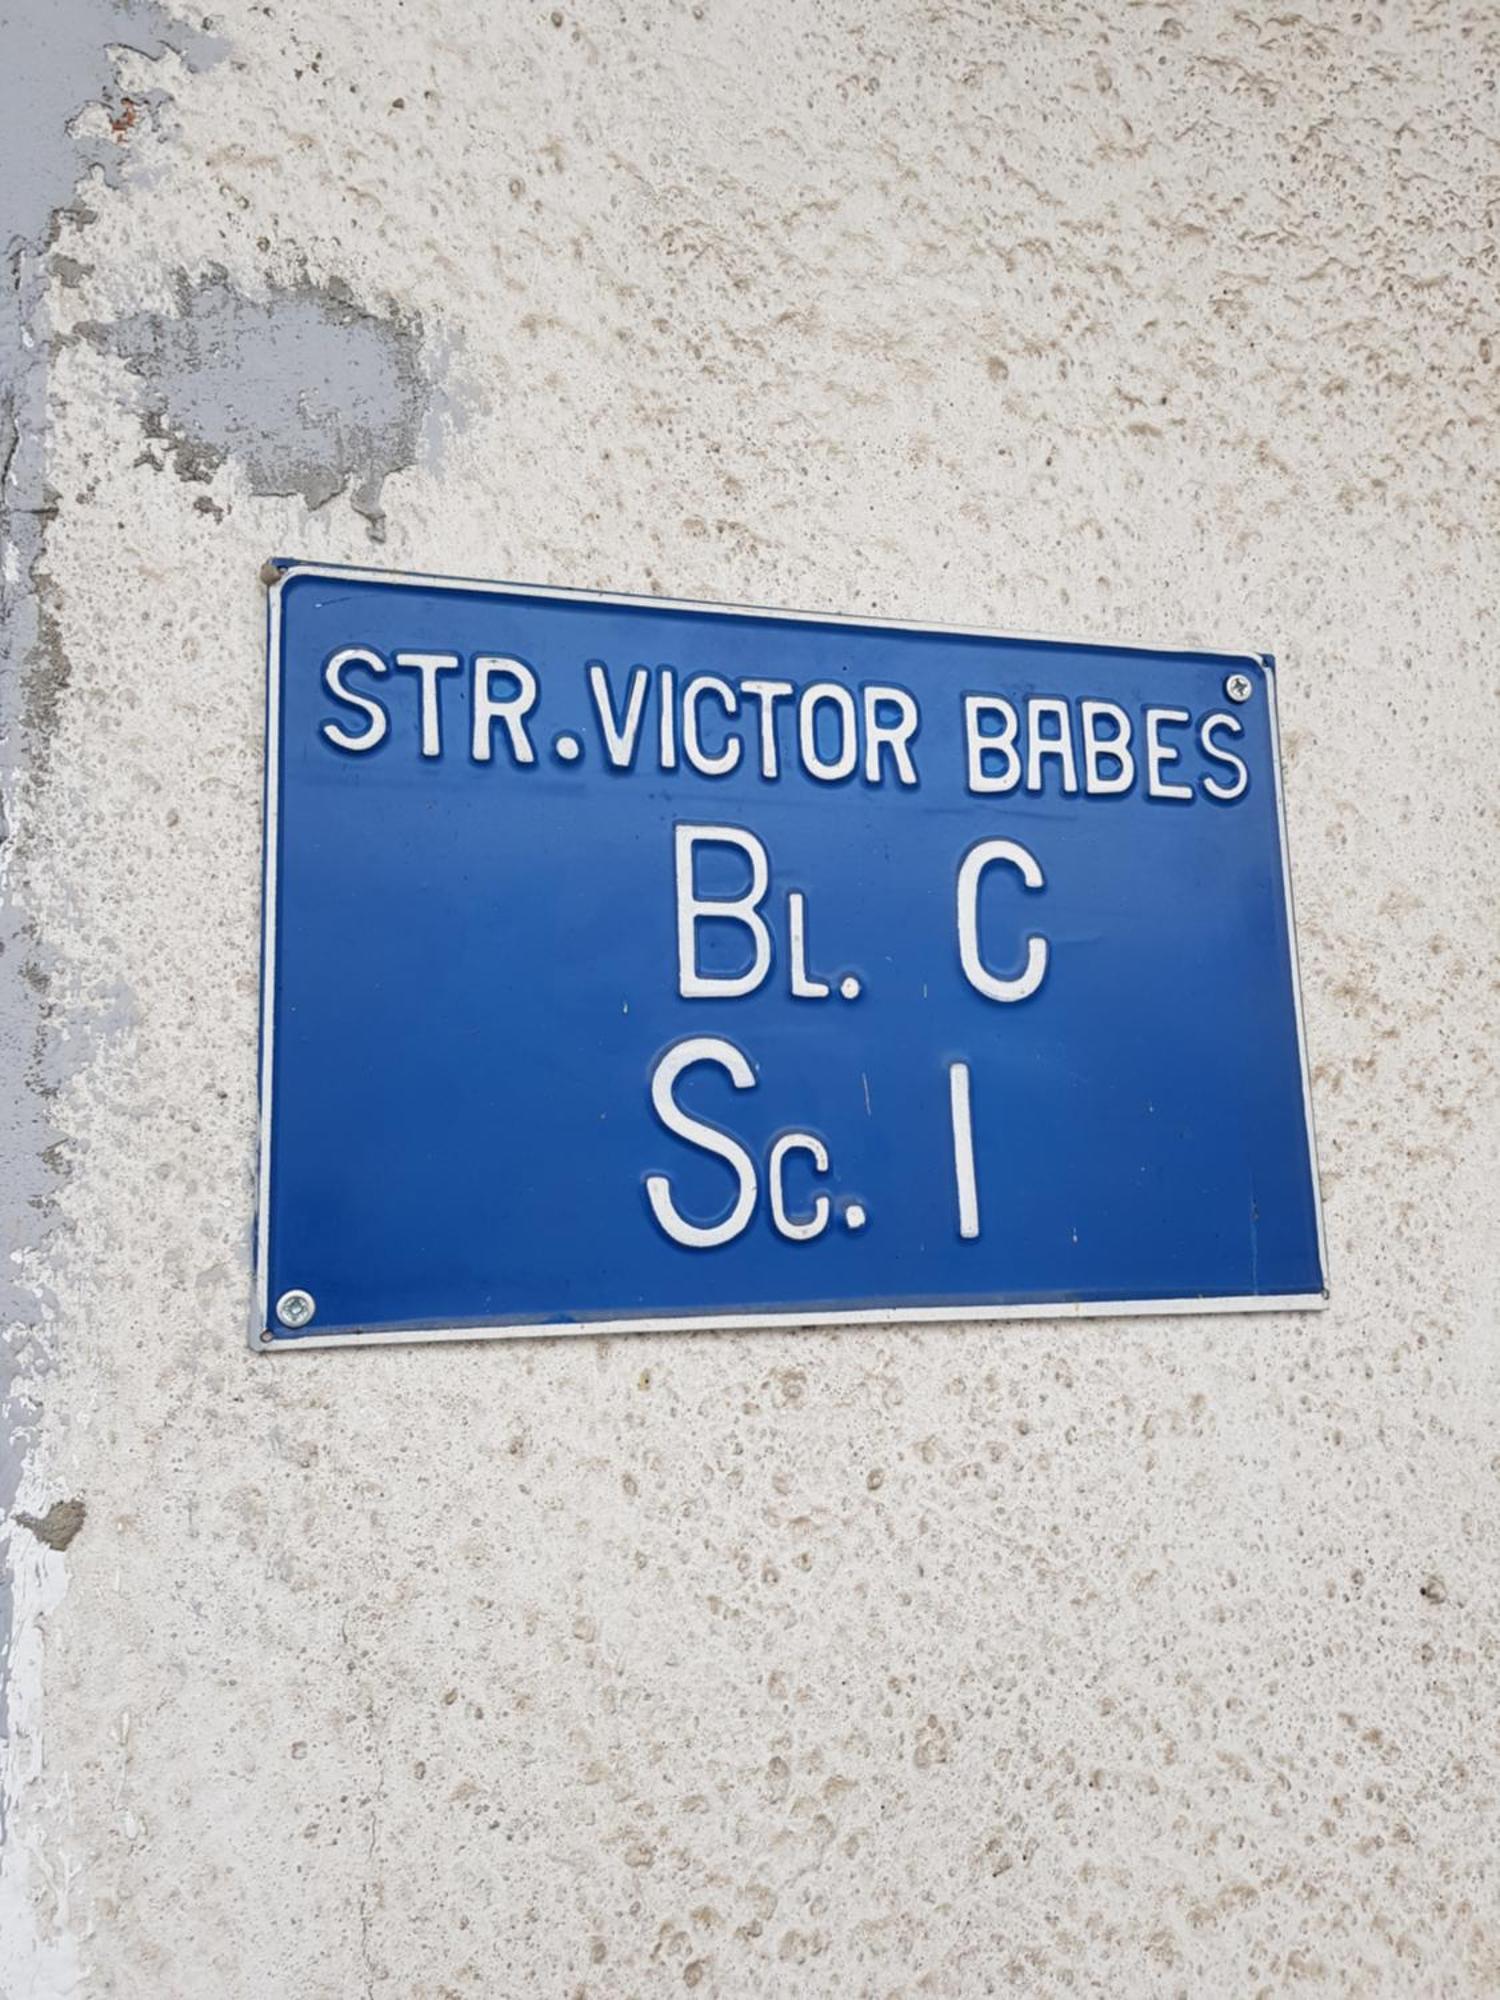 STR. VICTOR BABES
BL. C
SC. I